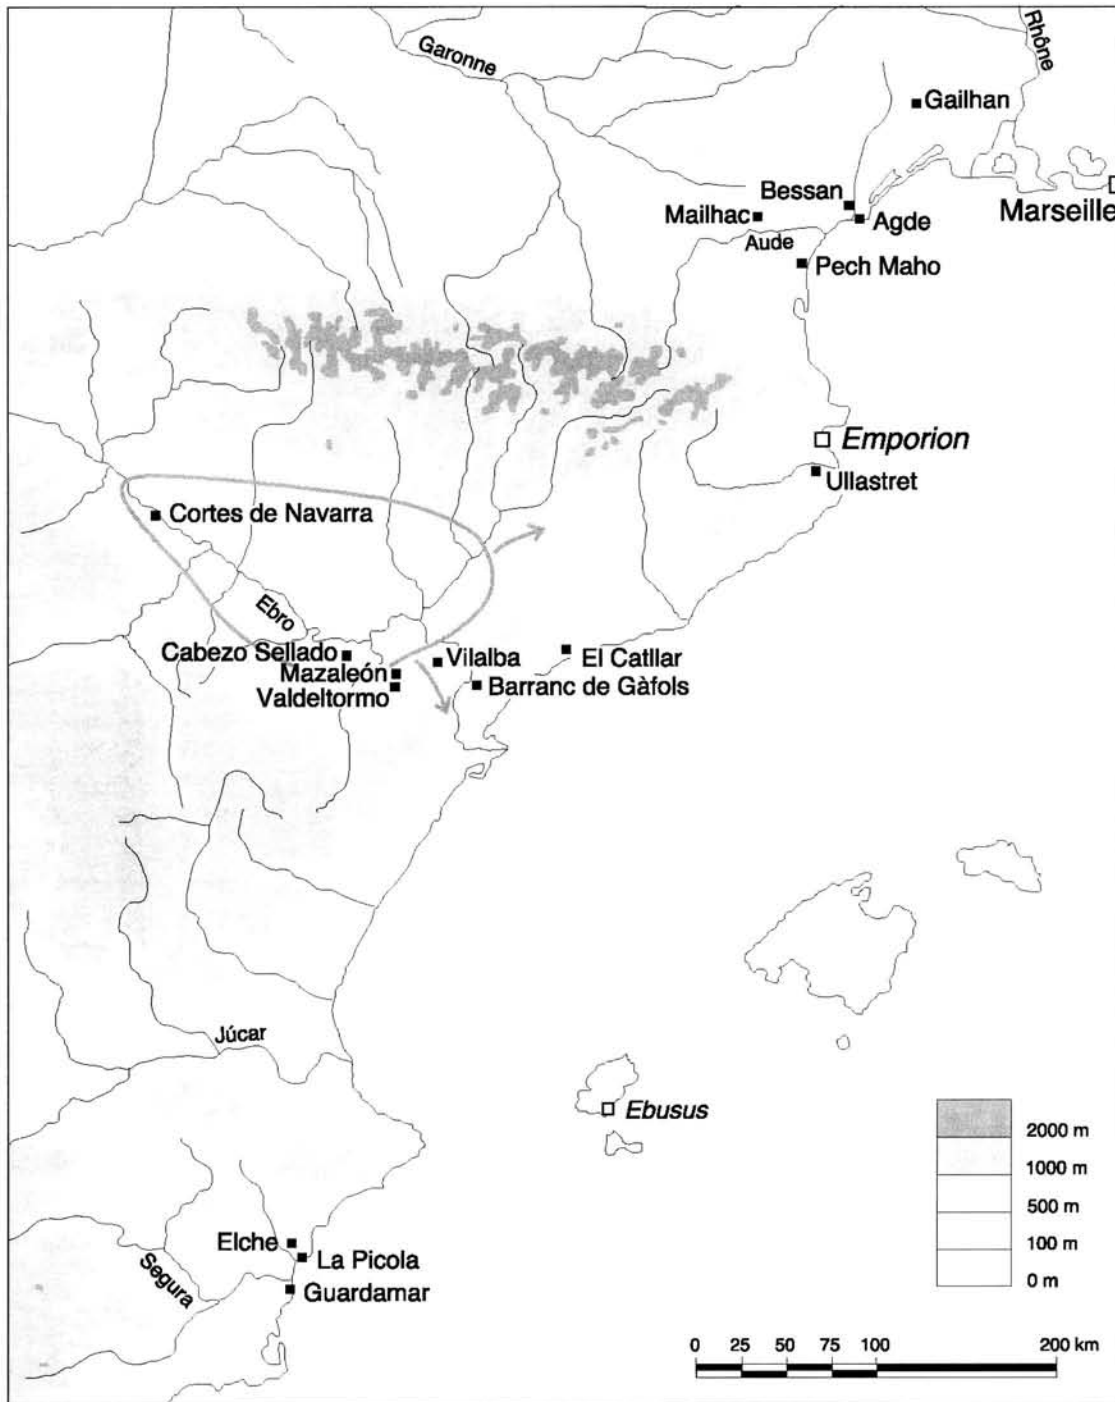 Garonne
Rhône
Gailhan
Bessan
Mailhac
Agde
Marseille
Aude
Pech Maho
Emporion
Ullastret
Cortes de Navarra
Ebro
Cabezo Sellado
Mazaleón
Valdeltormo
Vilalba
El Catllar
Barranc de Gàfols
Júcar
Ebusus
2000 m
1000 m
500 m
100 m
0 m
Elche
La Picola
Segura
Guardamar
0 25 50 75 100 200 km